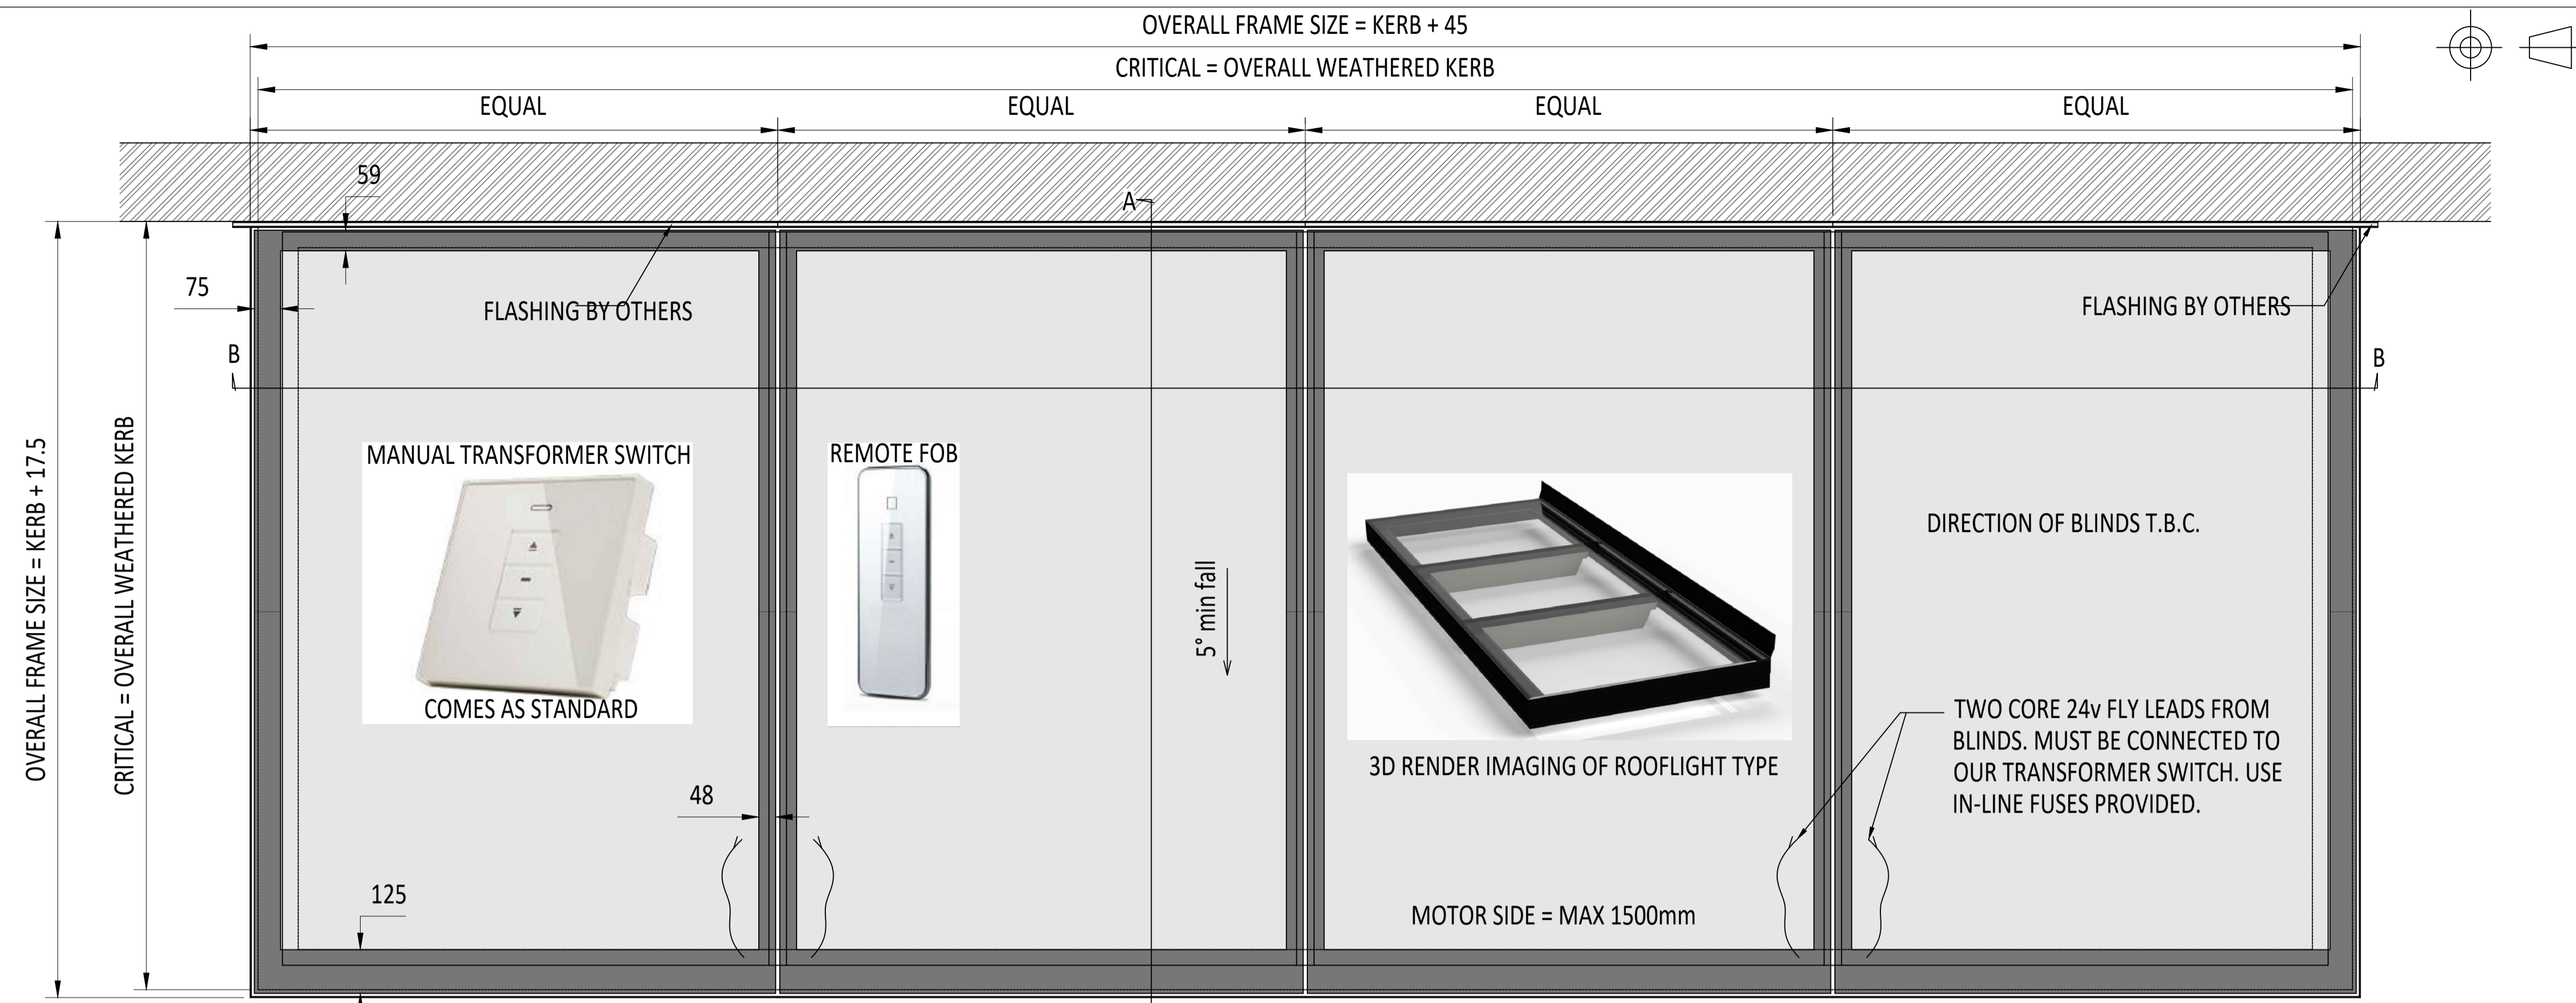 OVERALL FRAME SIZE = KERB + 45
CRITICAL = OVERALL WEATHERED KERB
EQUAL
EQUAL
EQUAL
EQUAL
59
A
75
FLASHING BY OTHERS
FLASHING BY OTHERS
B
B
OVERALL FRAME SIZE = KERB + 17.5
CRITICAL = OVERALL WEATHERED KERB
MANUAL TRANSFORMER SWITCH
COMES AS STANDARD
REMOTE FOB
5° min fall
3D RENDER IMAGING OF ROOFLIGHT TYPE
DIRECTION OF BLINDS T.B.C.
TWO CORE 24v FLY LEADS FROM
BLINDS. MUST BE CONNECTED TO
OUR TRANSFORMER SWITCH. USE
IN-LINE FUSES PROVIDED.
48
125
MOTOR SIDE = MAX 1500mm